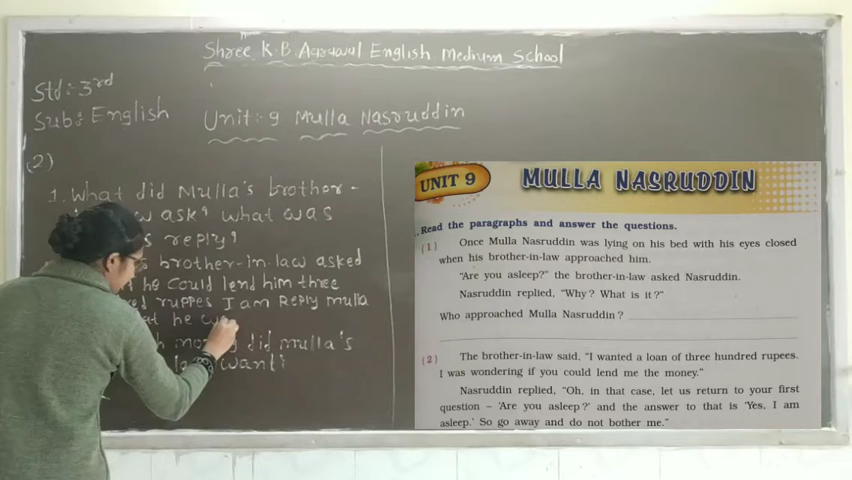 Shree K.B. Agrawal English Medium School
Std :- 3rd
Sub: English
Unit :- 9 Mulla Nasruddin
(2)
1. What did Mulla's brother-
ask? what was
reply?
brother-in-law asked
he could lend him three
ruppes I am Reply mulla
he
did mulla's
want?
UNIT 9 MULLA NASRUDDIN
Read the paragraphs and answer the questions.
(1) Once Mulla Nasruddin was lying on his bed with his eyes closed
when his brother-in-law approached him.
“Are you asleep?” the brother-in-law asked Nasruddin.
Nasruddin replied, “Why? What is it?”
Who approached Mulla Nasruddin?
(2) The brother-in-law said, “I wanted a loan of three hundred rupees.
I was wondering if you could lend me the money.”
Nasruddin replied, “Oh, in that case, let us return to your first
question – ‘Are you asleep?’ and the answer to that is ‘Yes, I am
asleep.’ So go away and do not bother me.”